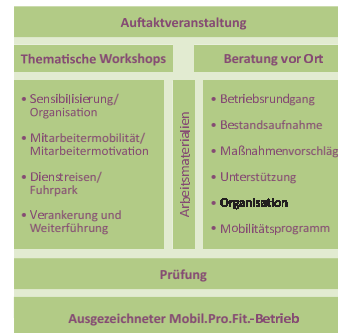 Auftaktveranstaltung
Thematische Workshops
• Sensibilisierung/
Organisation
• Mitarbeitermobilität/
Mitarbeitermotivation
• Dienstreisen/
Fuhrpark
• Verankerung und
Weiterführung
Arbeitsmaterialien
Beratung vor Ort
• Betriebsrundgang
• Bestandsaufnahme
• Maßnahmenvorschläg
• Unterstützung
• Organisation
• Mobilitätsprogramm
Prüfung
Ausgezeichneter Mobil.Pro.Fit.-Betrieb